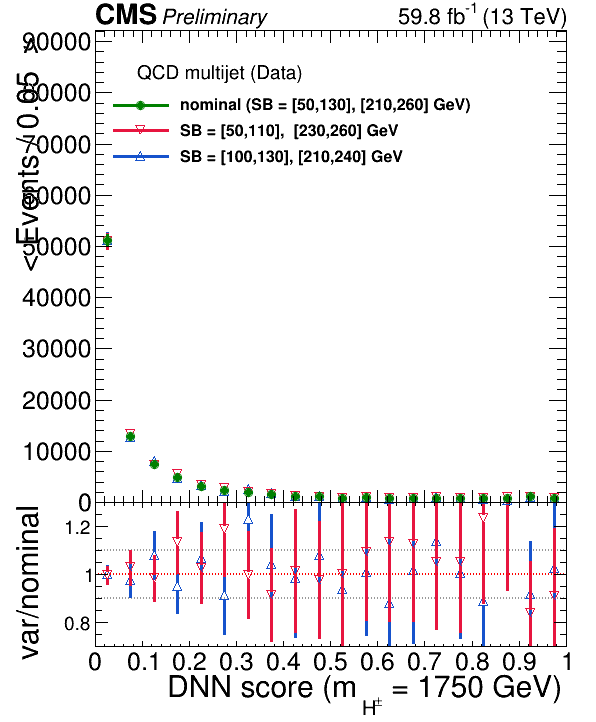 CMS Preliminary 59.8 fb-1 (13 TeV)
< Events / 0.05 >
90000
80000
70000
60000
50000
40000
30000
20000
10000
0
QCD multijet (Data)
nominal (SB = [50,130], [210,260] GeV)
SB = [50,110], [230,260] GeV
SB = [100,130], [210,240] GeV
var/nominal
1.2
1
0.8
0 0.1 0.2 0.3 0.4 0.5 0.6 0.7 0.8 0.9 1
DNN score (m H± = 1750 GeV)